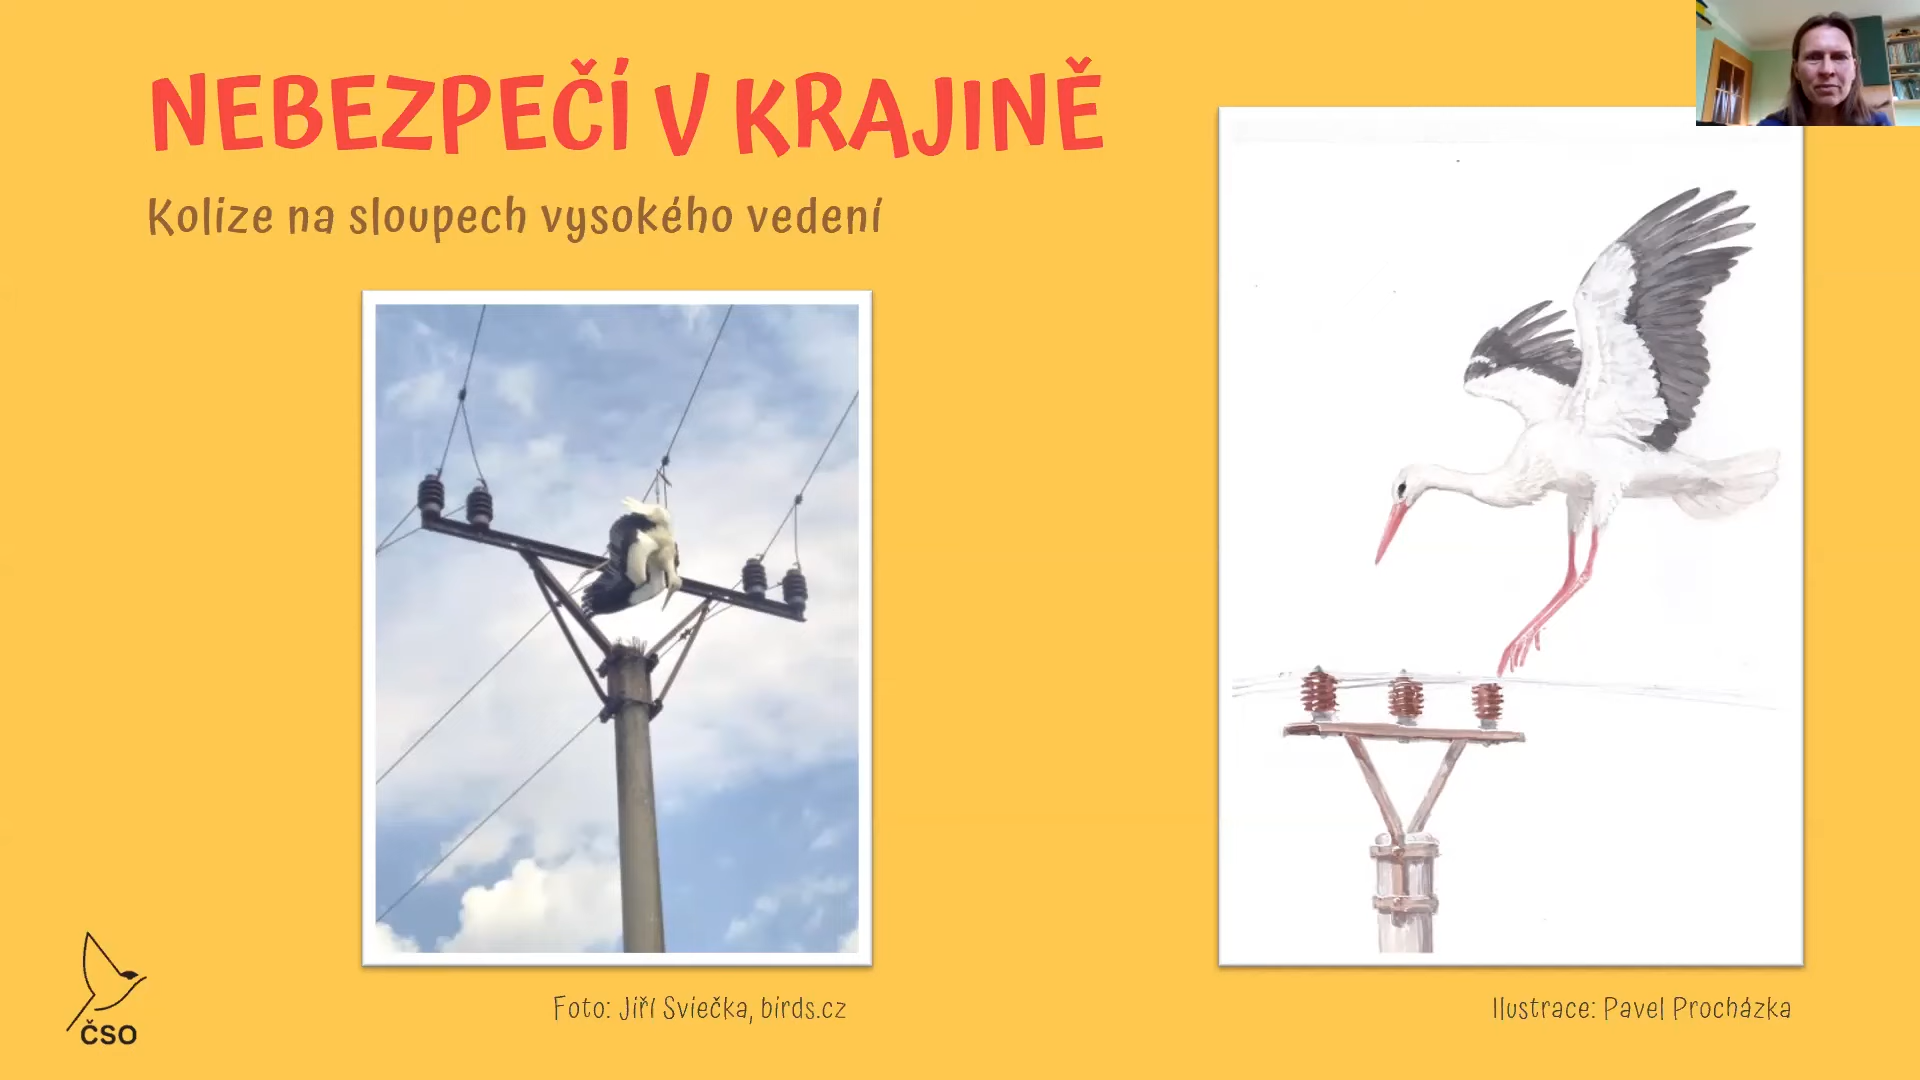 NEBEZPEČÍ V KRAJINĚ
Kolize na sloupech vysokého vedení
Foto: Jiří Sviečka, birds.cz
Ilustrace: Pavel Procházka
ČSO